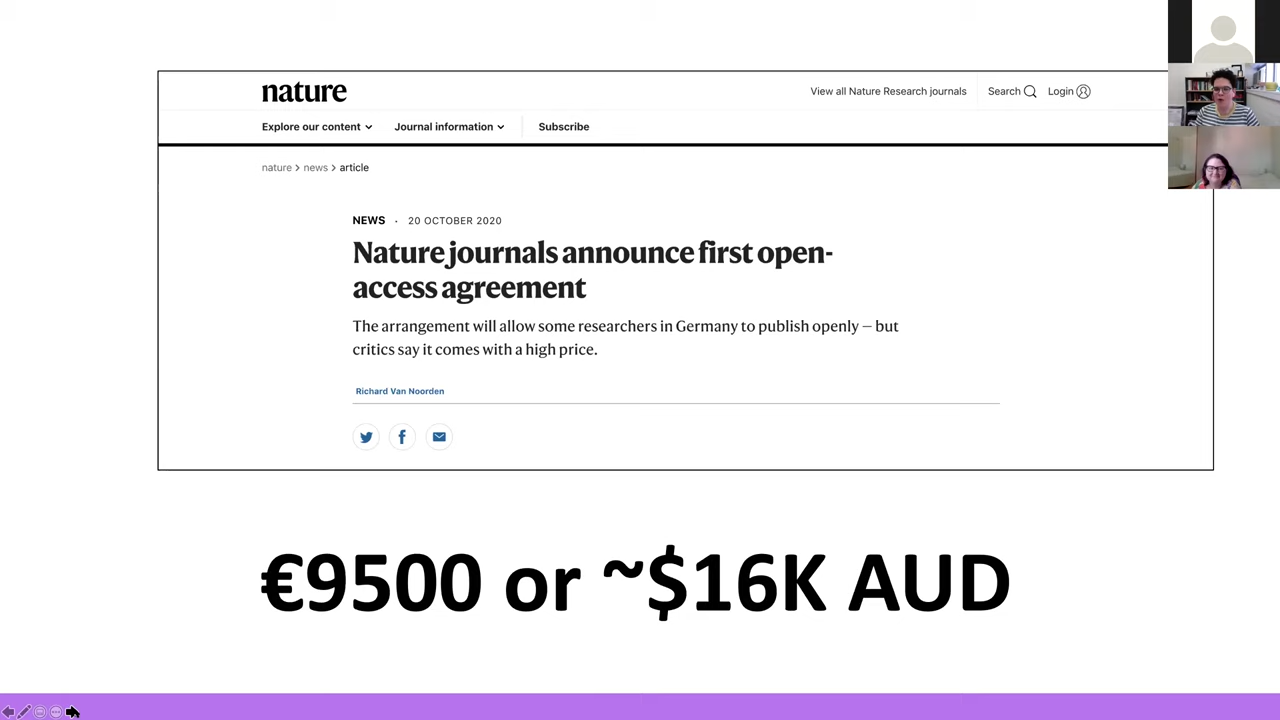 nature
View all Nature Research journals Search Login
Explore our content Journal information Subscribe
nature > news > article
NEWS · 20 OCTOBER 2020
Nature journals announce first open-
access agreement
The arrangement will allow some researchers in Germany to publish openly — but
critics say it comes with a high price.
Richard Van Noorden
€9500 or ~$16K AUD